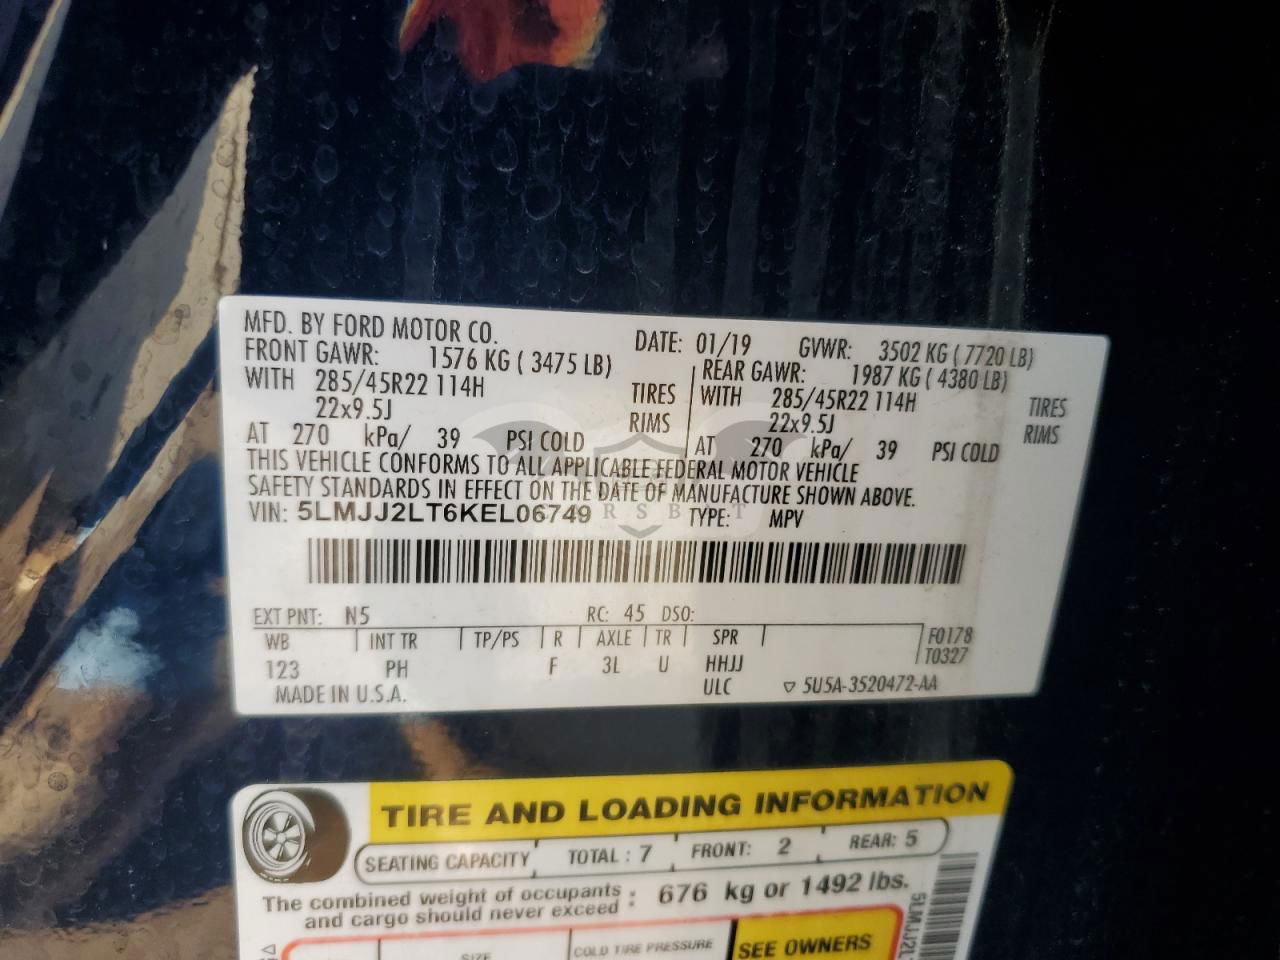 MFD. BY FORD MOTOR CO. DATE: 01/19 GVWR: 3502 KG ( 7720 LB)
FRONT GAWR: 1576 KG ( 3475 LB) REAR GAWR: 1987 KG ( 4380 LB)
WITH 285/45R22 114H TIRES WITH 285/45R22 114H TIRES
22x9.5J RIMS 22x9.5J RIMS
AT 270 kPa/ 39 PSI COLD AT 270 kPa/ 39 PSI COLD
THIS VEHICLE CONFORMS TO ALL APPLICABLE FEDERAL MOTOR VEHICLE
SAFETY STANDARDS IN EFFECT ON THE DATE OF MANUFACTURE SHOWN ABOVE.
VIN: 5LMJJ2LT6KEL06749 TYPE: MPV
EXT PNT: N5 RC: 45 DSO:
WB INT TR TP/PS R AXLE TR SPR F0178
123 PH F 3L U HHJJ T0327
MADE IN U.S.A. ULC ▽ 5U5A-3520472-AA
TIRE AND LOADING INFORMATION
SEATING CAPACITY TOTAL : 7 FRONT: 2 REAR: 5
The combined weight of occupants : 676 kg or 1492 lbs.
and cargo should never exceed
SIZE COLD TIRE PRESSURE SEE OWNERS
5LMJJ2L